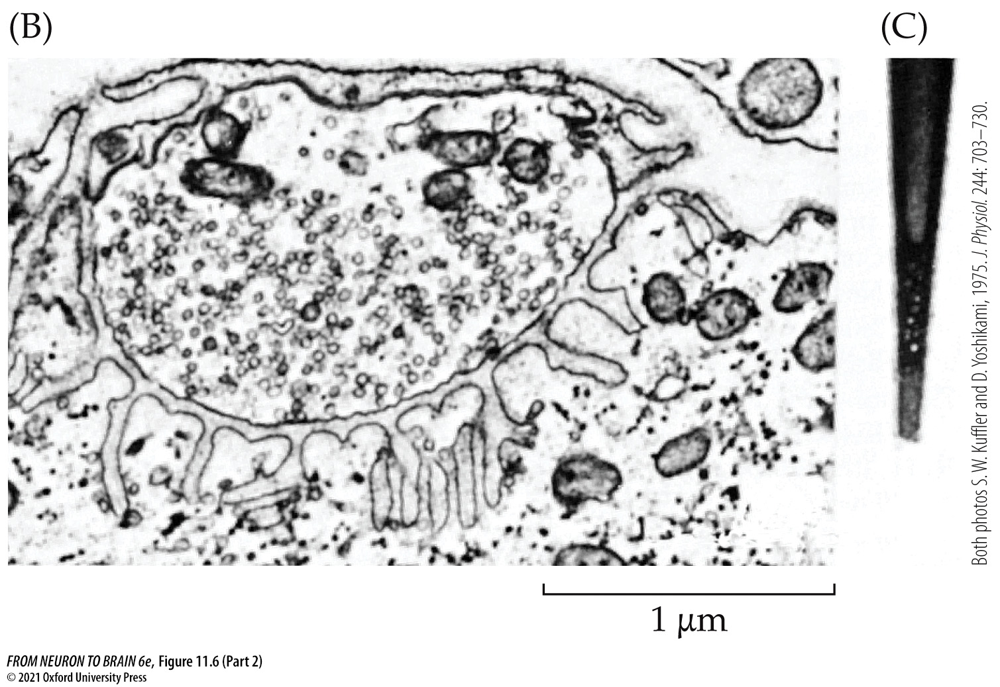 (B)
(C)
Both photos S. W. Kuffler and D. Yoshikami, 1975. J. Physiol. 244: 703–730.
1 μm
FROM NEURON TO BRAIN 6e, Figure 11.6 (Part 2)
© 2021 Oxford University Press